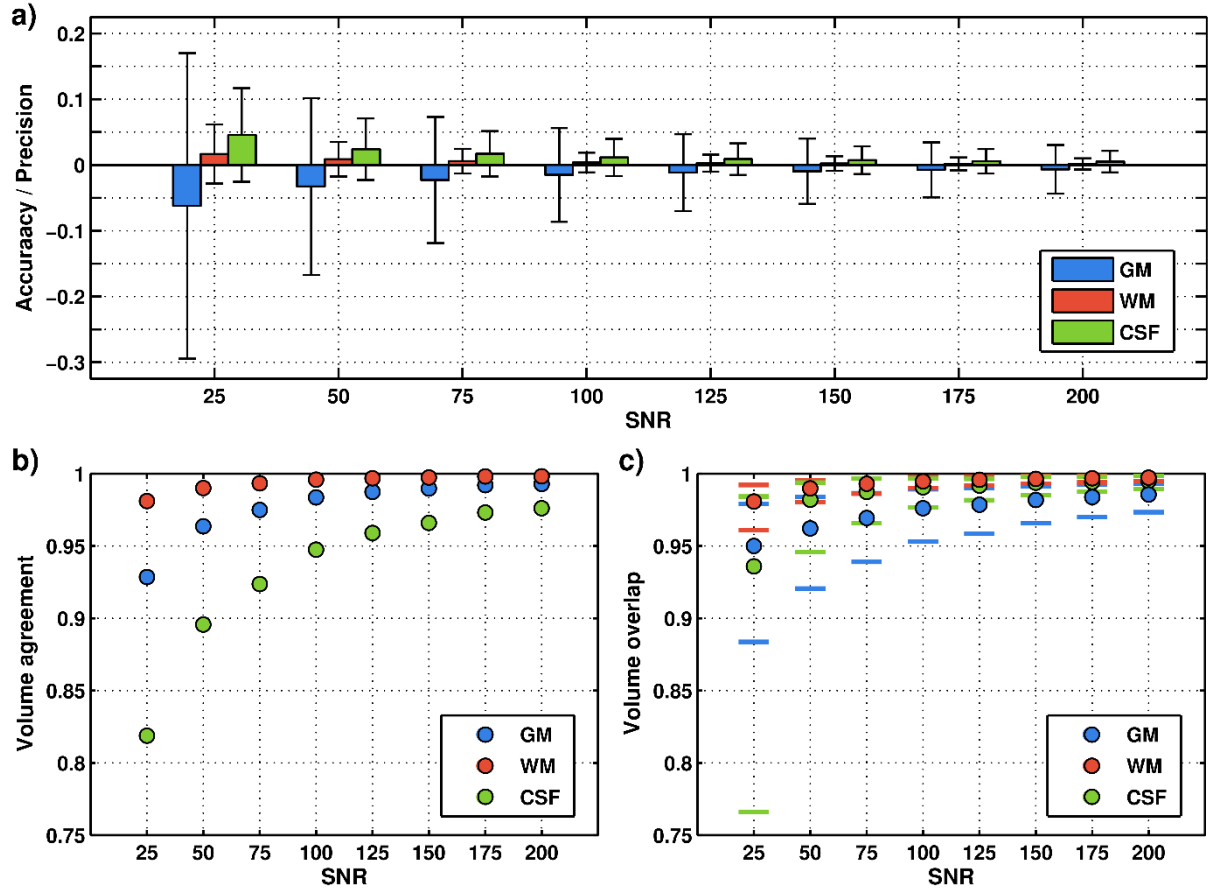 a)
Accuraacy / Precision
0.2
0.1
0
−0.1
−0.2
−0.3
25 50 75 100 125 150 175 200
SNR
GM
WM
CSF
b)
Volume agreement
1
0.95
0.9
0.85
0.8
0.75
25 50 75 100 125 150 175 200
SNR
GM
WM
CSF
c)
Volume overlap
1
0.95
0.9
0.85
0.8
0.75
25 50 75 100 125 150 175 200
SNR
GM
WM
CSF